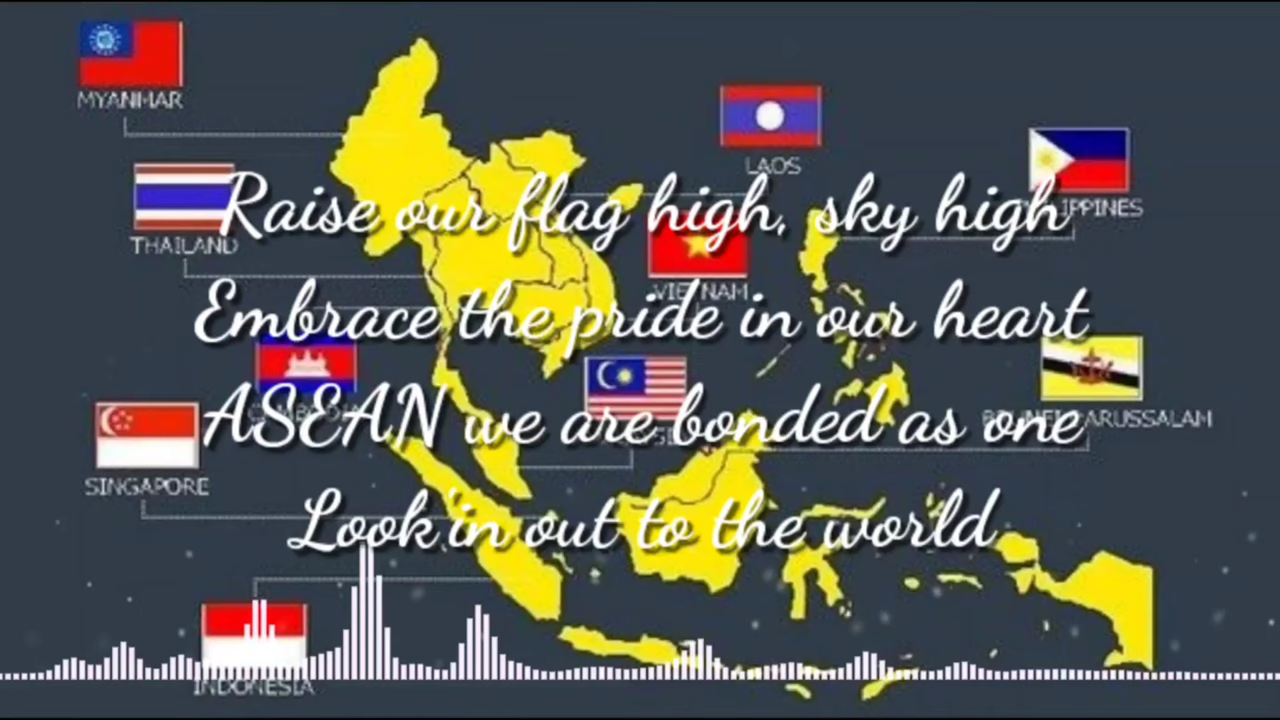 MYANMAR
LAOS
THAILAND
Raise our flag high, sky high
VIETNAM
Embrace the pride in our heart
ASEAN we are bonded as one
SINGAPORE
Look'in out to the world
INDONESIA